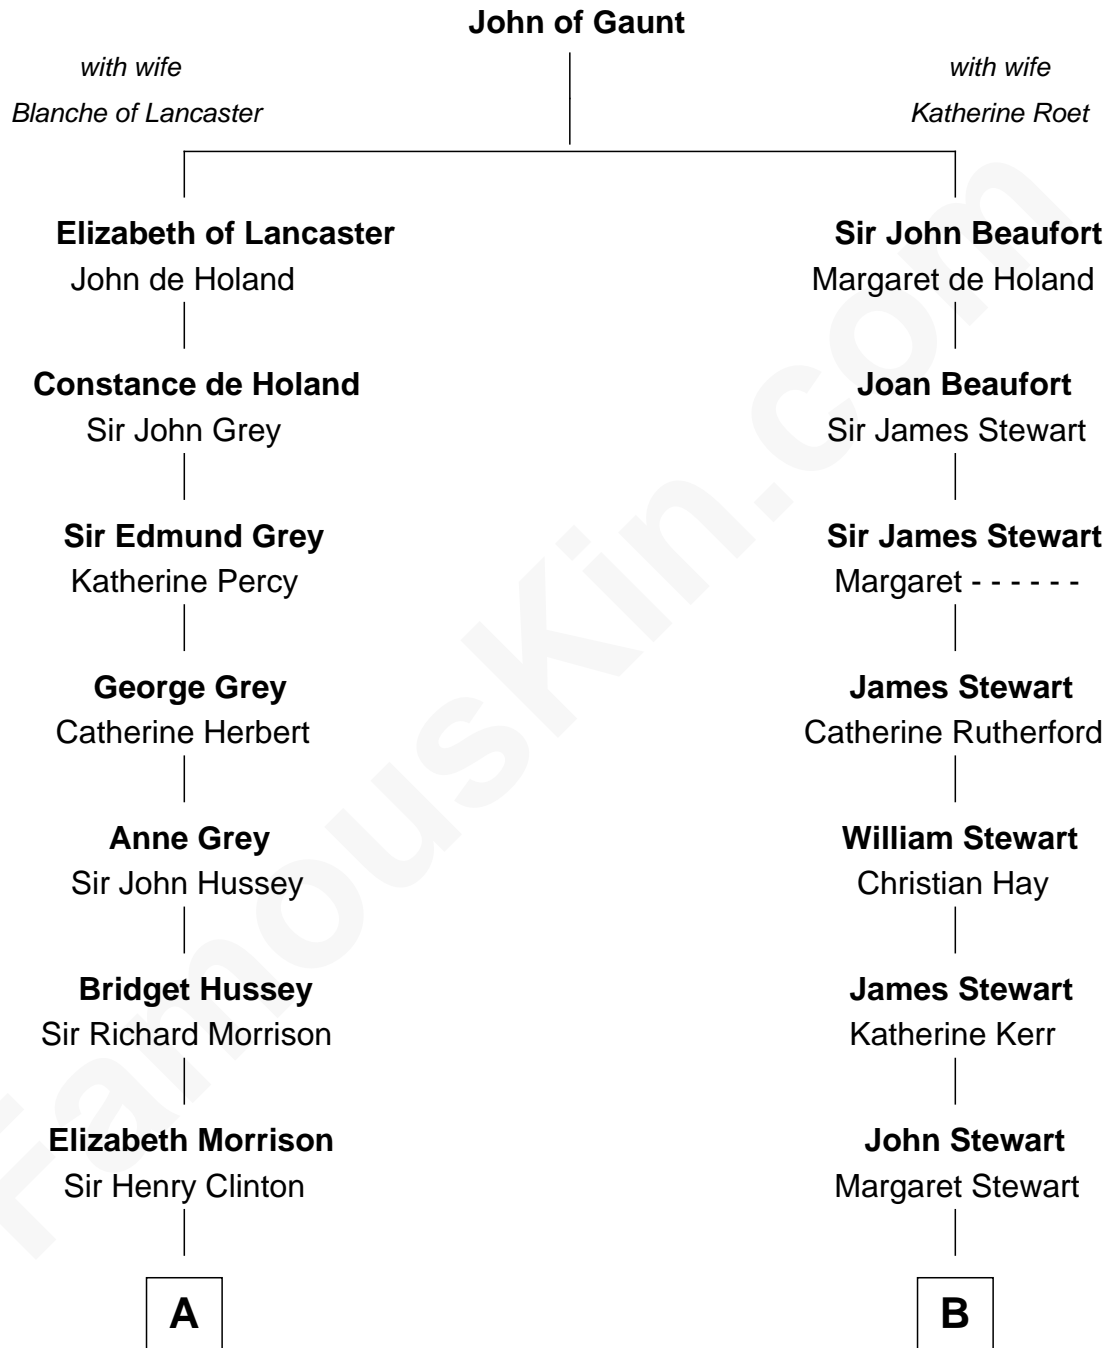 John of Gaunt
with wife
Blanche of Lancaster
with wife
Katherine Roet
Elizabeth of Lancaster
John de Holand
Constance de Holand
Sir John Grey
Sir Edmund Grey
Katherine Percy
George Grey
Catherine Herbert
Anne Grey
Sir John Hussey
Bridget Hussey
Sir Richard Morrison
Elizabeth Morrison
Sir Henry Clinton
A
Sir John Beaufort
Margaret de Holand
Joan Beaufort
Sir James Stewart
Sir James Stewart
Margaret - - - - - -
James Stewart
Catherine Rutherford
William Stewart
Christian Hay
James Stewart
Katherine Kerr
John Stewart
Margaret Stewart
B
FamousKin.com